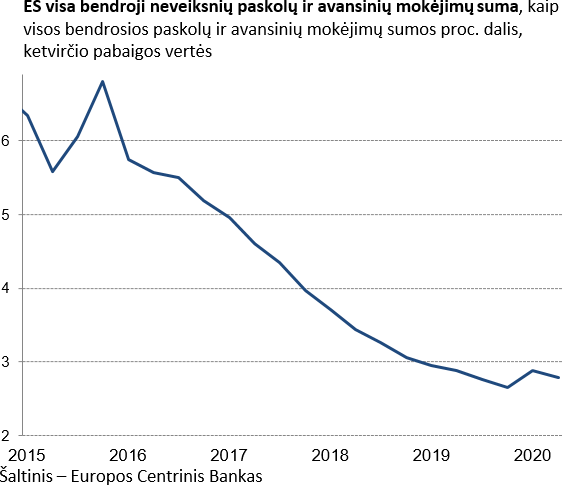 ES visa bendroji neveiksnių paskolų ir avansinių mokėjimų suma, kaip
visos bendrosios paskolų ir avansinių mokėjimų sumos proc. dalis,
ketvirčio pabaigos vertės
6
5
4
3
2
2015 2016 2017 2018 2019 2020
Šaltinis – Europos Centrinis Bankas